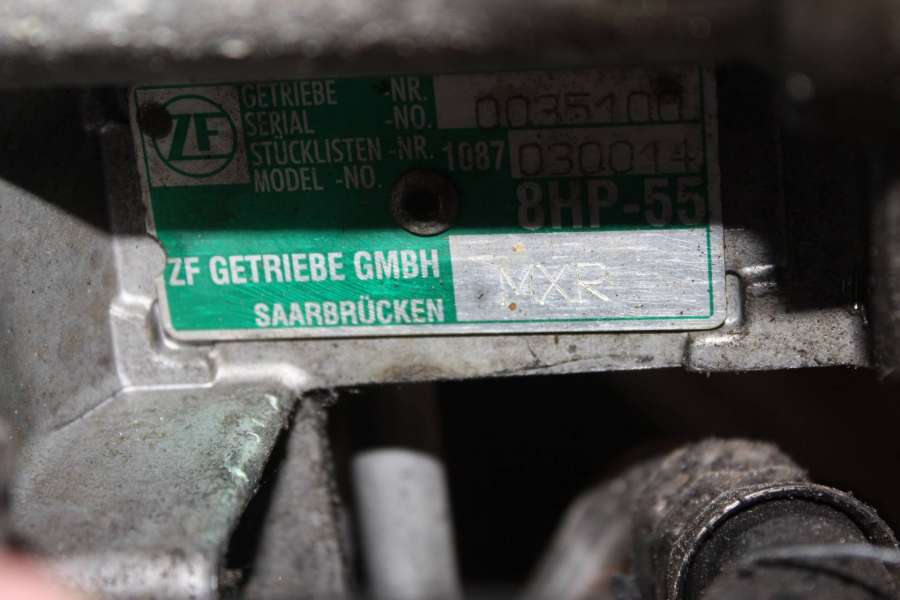 ZF
GETRIEBE -NR. 0035100
SERIAL -NO.
STÜCKLISTEN -NR. 1087 030014
MODEL -NO.
8HP-55
ZF GETRIEBE GMBH
SAARBRÜCKEN
MXR